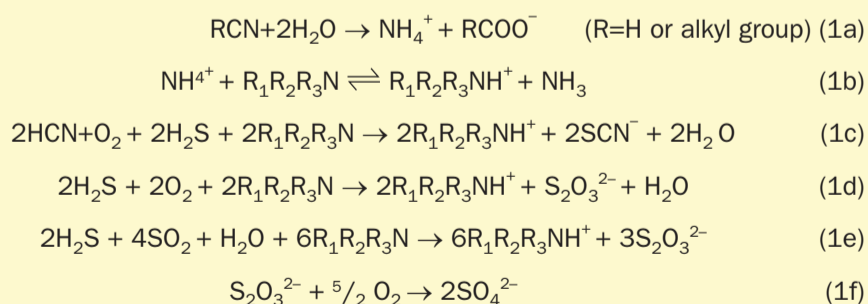 RCN+2H₂O → NH₄⁺ + RCOO⁻ (R=H or alkyl group) (1a)
NH⁴⁺ + R₁R₂R₃N ⇌ R₁R₂R₃NH⁺ + NH₃ (1b)
2HCN+O₂ + 2H₂S + 2R₁R₂R₃N → 2R₁R₂R₃NH⁺ + 2SCN⁻ + 2H₂O (1c)
2H₂S + 2O₂ + 2R₁R₂R₃N → 2R₁R₂R₃NH⁺ + S₂O₃²⁻ + H₂O (1d)
2H₂S + 4SO₂ + H₂O + 6R₁R₂R₃N → 6R₁R₂R₃NH⁺ + 3S₂O₃²⁻ (1e)
S₂O₃²⁻ + ⁵/₂ O₂ → 2SO₄²⁻ (1f)